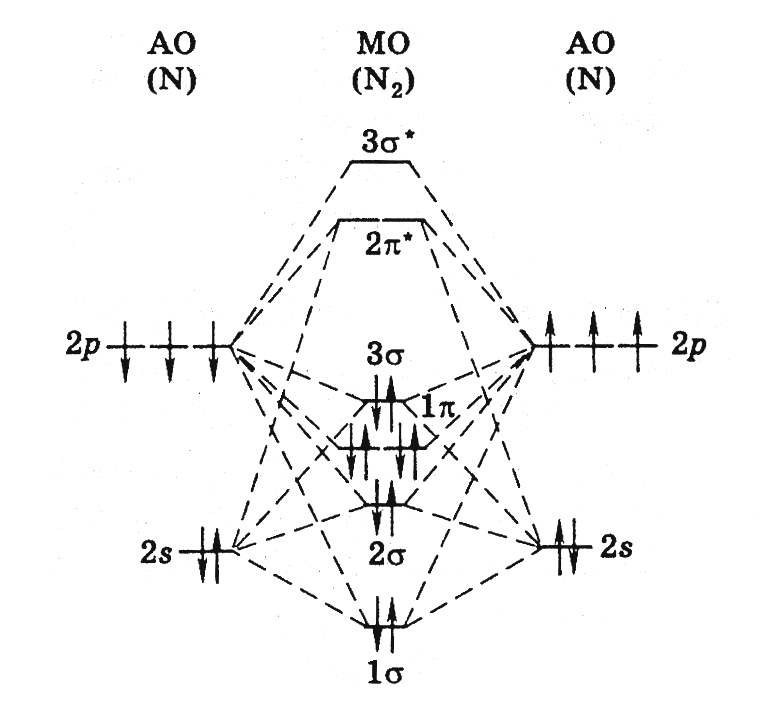 AO MO AO
(N) (N₂) (N)
3σ*
2π*
2p 3σ 2p
1π
2s 2σ 2s
1σ